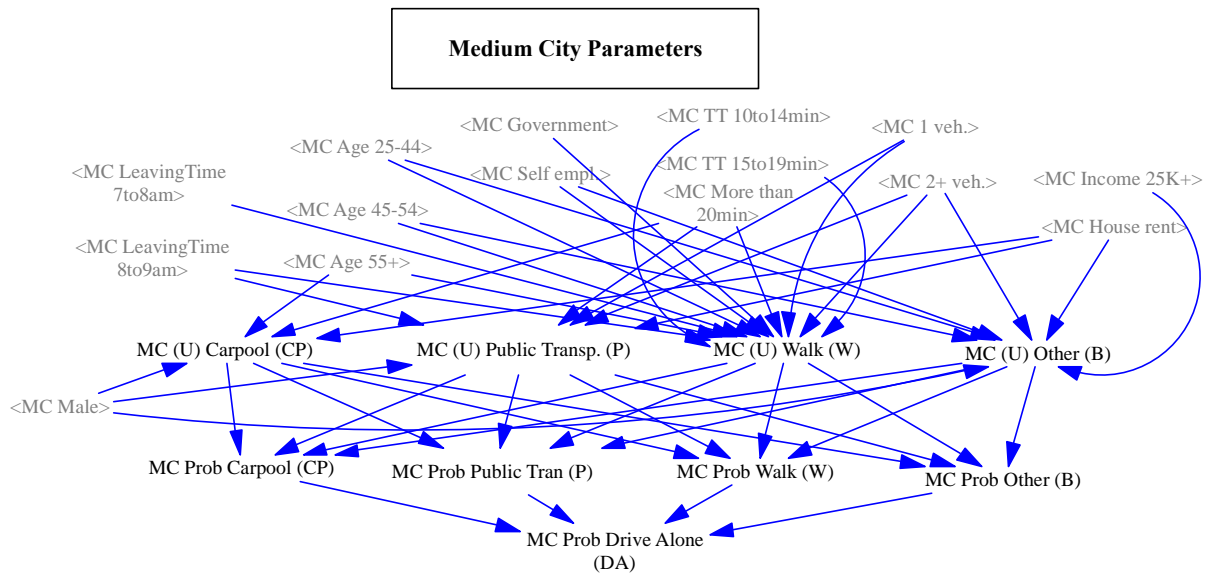 Medium City Parameters
<MC Government>
<MC TT 10to14min>
<MC 1 veh.>
<MC Age 25-44>
<MC LeavingTime
7to8am>
<MC Self empl.>
<MC TT 15to19min>
<MC More than
20min>
<MC 2+ veh.>
<MC Income 25K+>
<MC Age 45-54>
<MC House rent>
<MC LeavingTime
8to9am>
<MC Age 55+>
MC (U) Carpool (CP)
MC (U) Public Transp. (P)
MC (U) Walk (W)
MC (U) Other (B)
<MC Male>
MC Prob Carpool (CP)
MC Prob Public Tran (P)
MC Prob Walk (W)
MC Prob Other (B)
MC Prob Drive Alone
(DA)